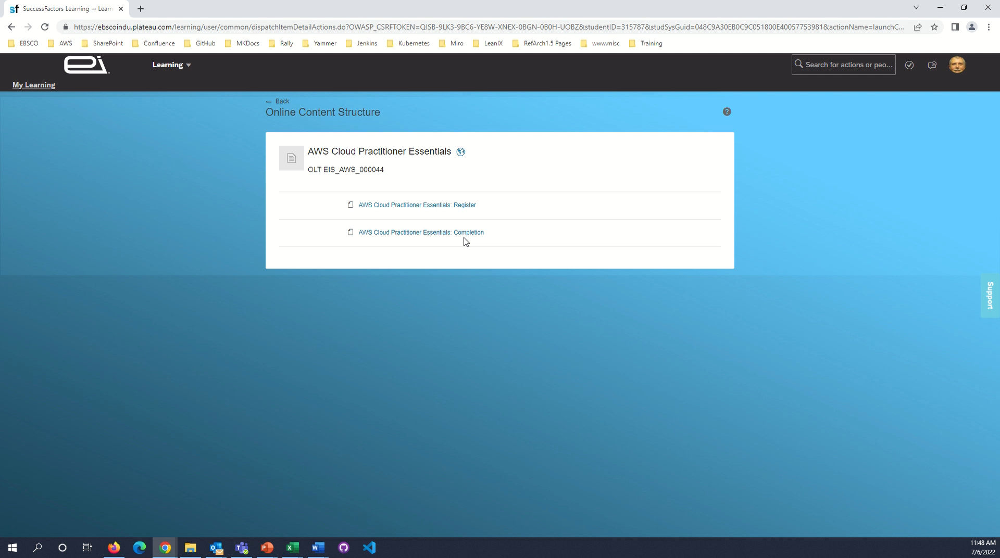 SuccessFactors Learning → Learn
https://ebscoindu.plateau.com/learning/user/common/dispatchItemDetailActions.do?OWASP_CSRFTOKEN=QISB-9LK3-9BC6-YE8W-XNEX-0BGN-0B0H-UOBZ&studentID=315787&studSysGuid=048C9A30EB0C9C051800E40057753981&actionName=launchC...
EBSCO AWS SharePoint Confluence GitHub MKDocs Rally Yammer Jenkins Kubernetes Miro LeanIX RefArch1.5 Pages www.misc Training
ei Learning Search for actions or peo...
My Learning
← Back
Online Content Structure ?
AWS Cloud Practitioner Essentials
OLT EIS_AWS_000044
AWS Cloud Practitioner Essentials: Register
AWS Cloud Practitioner Essentials: Completion
Support
11:48 AM
7/6/2022